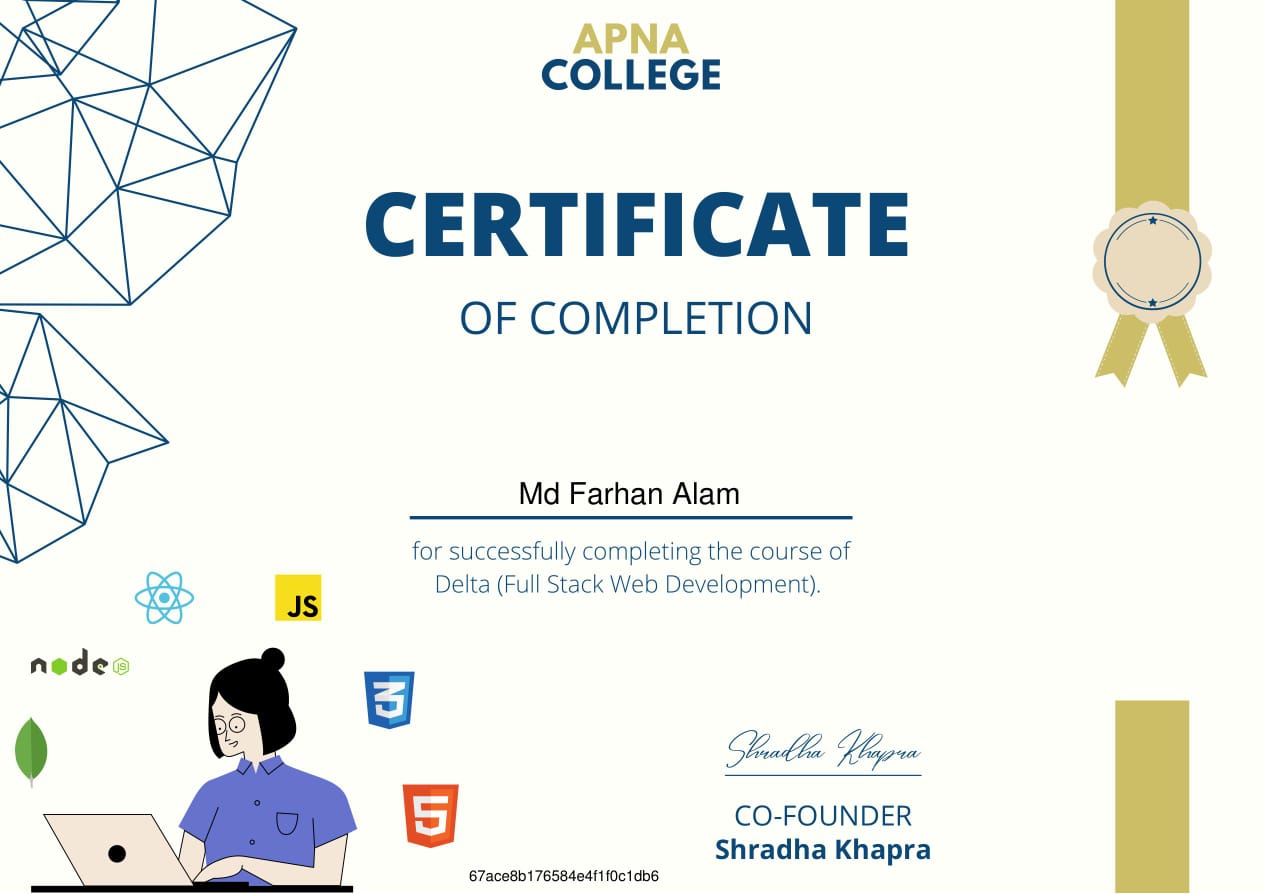 APNA
COLLEGE
CERTIFICATE
OF COMPLETION
Md Farhan Alam
for successfully completing the course of
Delta (Full Stack Web Development).
JS
node
JS
3
5
Shradha Khapra
CO-FOUNDER
Shradha Khapra
67ace8b176584e4f1f0c1db6